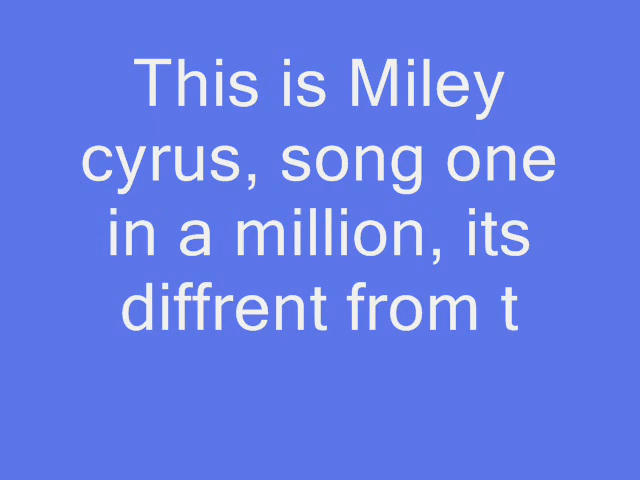 This is Miley
cyrus, song one
in a million, its
diffrent from t